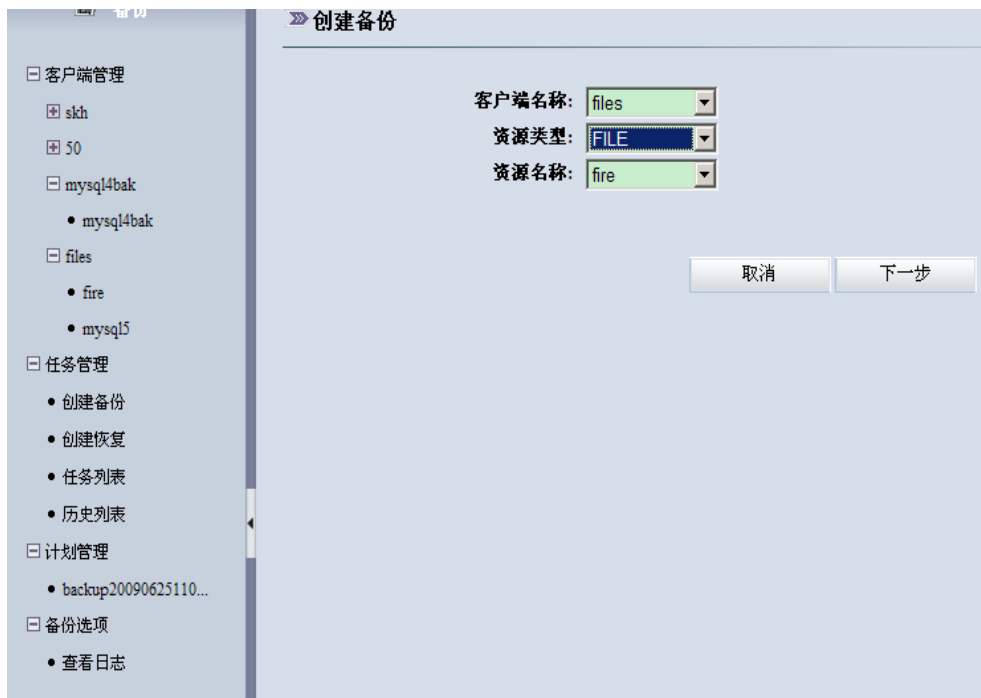 备份
客户端管理
skh
50
mysql4bak
mysql4bak
files
fire
mysql5
任务管理
创建备份
创建恢复
任务列表
历史列表
计划管理
backup20090625110...
备份选项
查看日志
创建备份
客户端名称: files
资源类型: FILE
资源名称: fire
取消 下一步